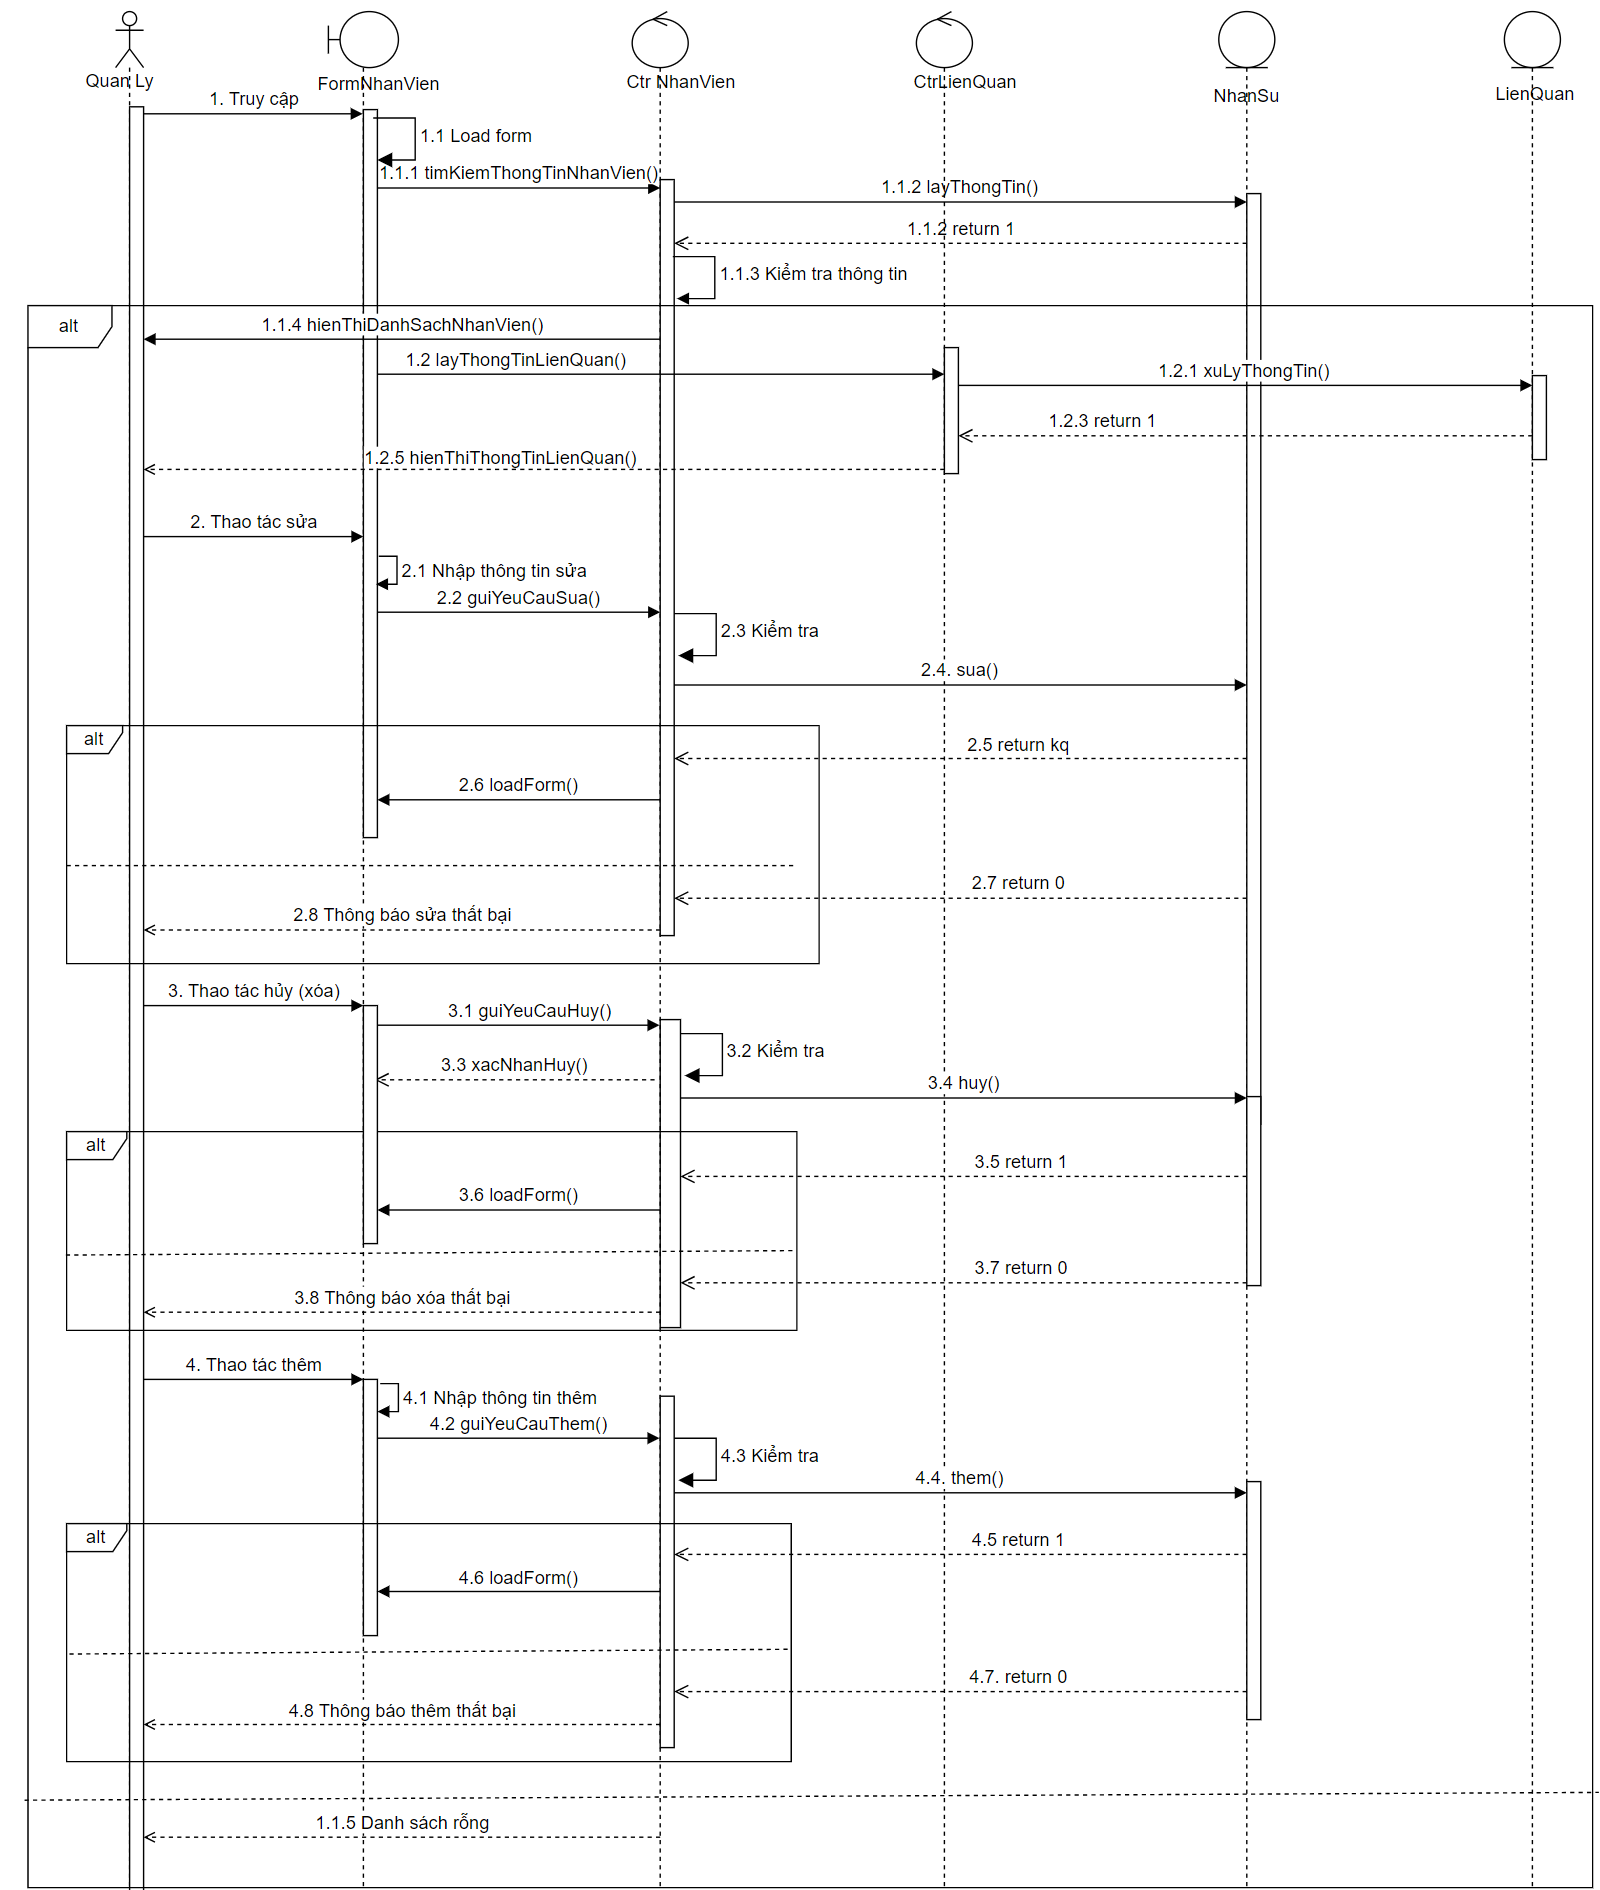 Quan Ly
FormNhanVien
Ctr NhanVien
CtrLienQuan
NhanSu
LienQuan
1. Truy cập
1.1 Load form
1.1.1 timKiemThongTinNhanVien()
1.1.2 layThongTin()
1.1.2 return 1
1.1.3 Kiểm tra thông tin
alt
1.1.4 hienThiDanhSachNhanVien()
1.2 layThongTinLienQuan()
1.2.1 xuLyThongTin()
1.2.3 return 1
1.2.5 hienThiThongTinLienQuan()
2. Thao tác sửa
2.1 Nhập thông tin sửa
2.2 guiYeuCauSua()
2.3 Kiểm tra
2.4. sua()
alt
2.5 return kq
2.6 loadForm()
2.7 return 0
2.8 Thông báo sửa thất bại
3. Thao tác hủy (xóa)
3.1 guiYeuCauHuy()
3.2 Kiểm tra
3.3 xacNhanHuy()
3.4 huy()
alt
3.5 return 1
3.6 loadForm()
3.7 return 0
3.8 Thông báo xóa thất bại
4. Thao tác thêm
4.1 Nhập thông tin thêm
4.2 guiYeuCauThem()
4.3 Kiểm tra
4.4. them()
alt
4.5 return 1
4.6 loadForm()
4.7. return 0
4.8 Thông báo thêm thất bại
1.1.5 Danh sách rỗng